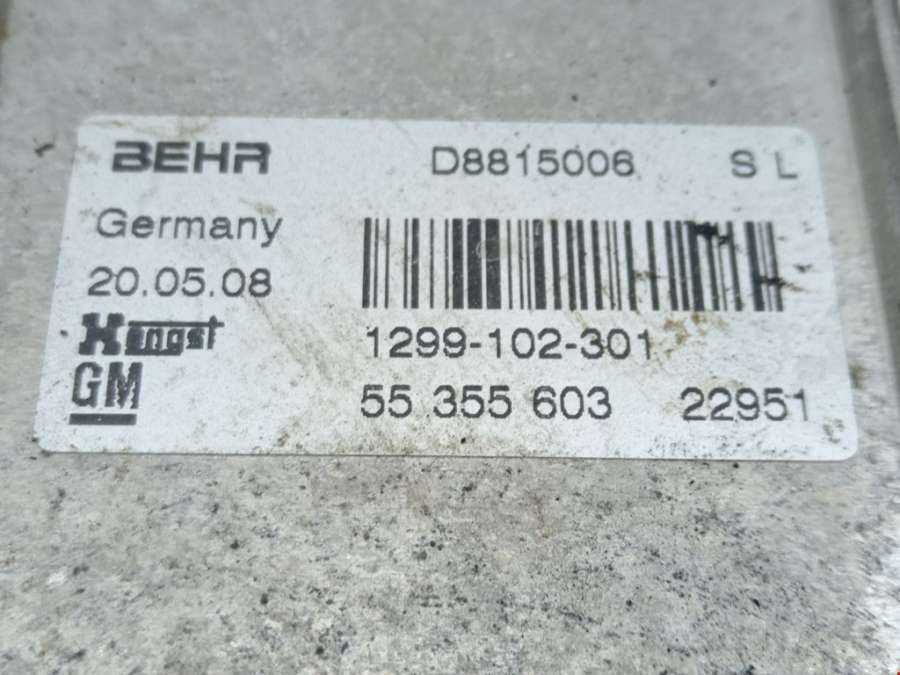 BEHR D8815006 S L
Germany
20.05.08
Hengst 1299-102-301
GM 55 355 603 22951